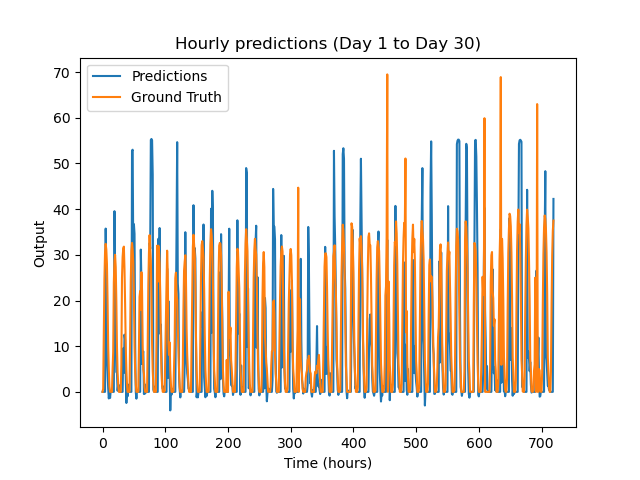 Hourly predictions (Day 1 to Day 30)
Predictions
Ground Truth
70
60
50
40
30
20
10
0
Output
0 100 200 300 400 500 600 700
Time (hours)